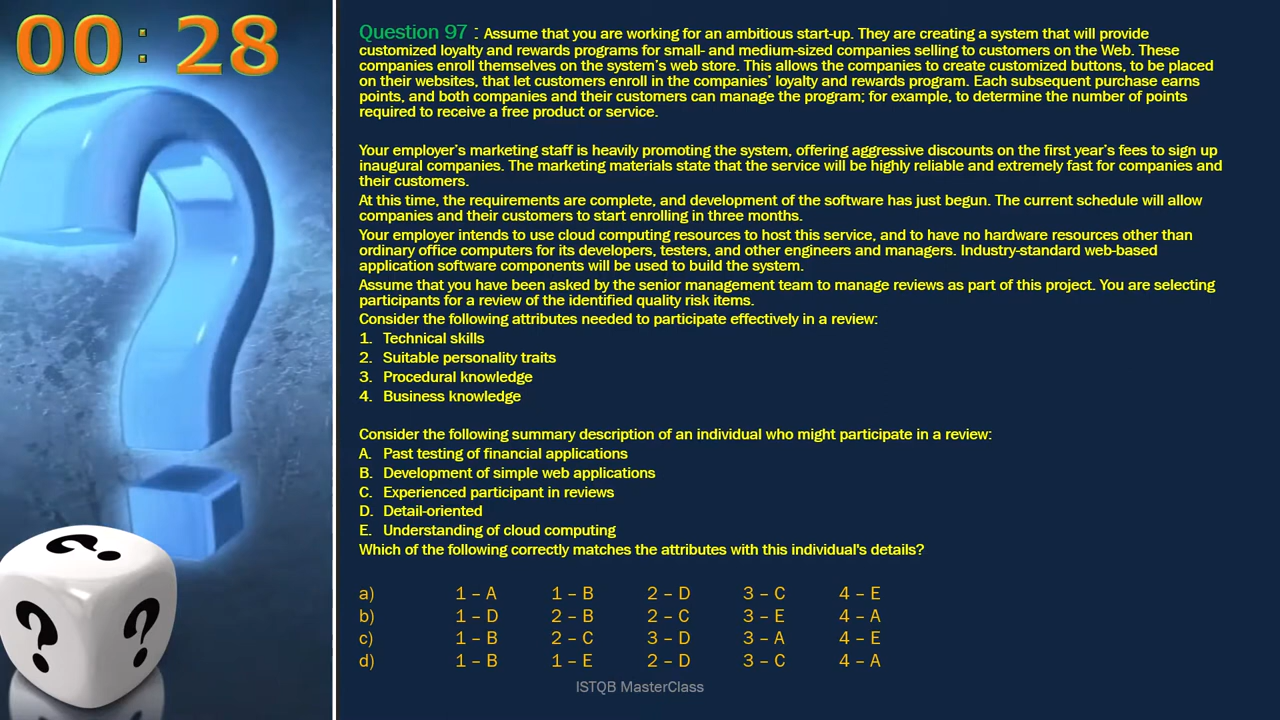 00:28
Question 97 : Assume that you are working for an ambitious start-up. They are creating a system that will provide
customized loyalty and rewards programs for small- and medium-sized companies selling to customers on the Web. These
companies enroll themselves on the system's web store. This allows the companies to create customized buttons, to be placed
on their websites, that let customers enroll in the companies' loyalty and rewards program. Each subsequent purchase earns
points, and both companies and their customers can manage the program; for example, to determine the number of points
required to receive a free product or service.
Your employer's marketing staff is heavily promoting the system, offering aggressive discounts on the first year's fees to sign up
inaugural companies. The marketing materials state that the service will be highly reliable and extremely fast for companies and
their customers.
At this time, the requirements are complete, and development of the software has just begun. The current schedule will allow
companies and their customers to start enrolling in three months.
Your employer intends to use cloud computing resources to host this service, and to have no hardware resources other than
ordinary office computers for its developers, testers, and other engineers and managers. Industry-standard web-based
application software components will be used to build the system.
Assume that you have been asked by the senior management team to manage reviews as part of this project. You are selecting
participants for a review of the identified quality risk items.
Consider the following attributes needed to participate effectively in a review:
1. Technical skills
2. Suitable personality traits
3. Procedural knowledge
4. Business knowledge
Consider the following summary description of an individual who might participate in a review:
A. Past testing of financial applications
B. Development of simple web applications
C. Experienced participant in reviews
D. Detail-oriented
E. Understanding of cloud computing
Which of the following correctly matches the attributes with this individual's details?
a) 1 – A 1 – B 2 – D 3 – C 4 – E
b) 1 – D 2 – B 2 – C 3 – E 4 – A
c) 1 – B 2 – C 3 – D 3 – A 4 – E
d) 1 – B 1 – E 2 – D 3 – C 4 – A
ISTQB MasterClass